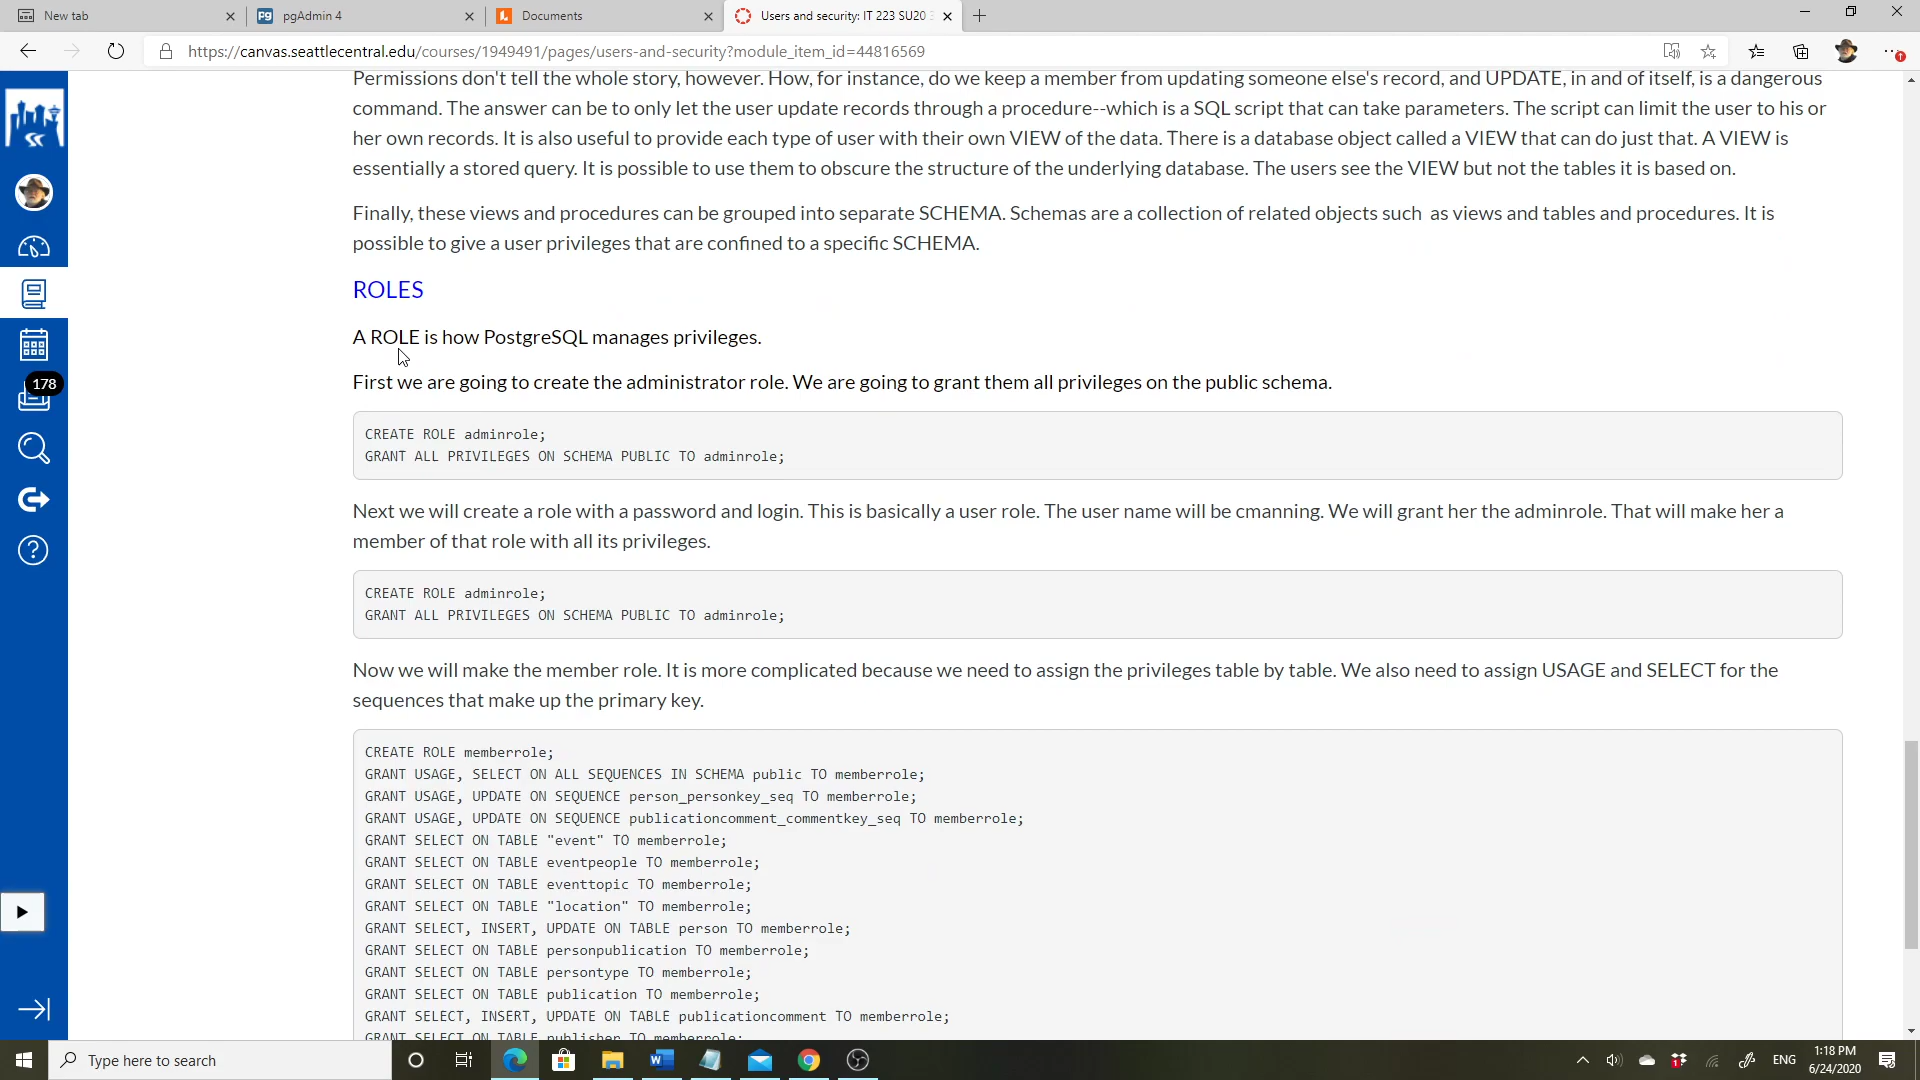 New tab
pgAdmin 4
Documents
Users and security: IT 223 SU20
https://canvas.seattlecentral.edu/courses/1949491/pages/users-and-security?module_item_id=44816569
Permissions don't tell the whole story, however. How, for instance, do we keep a member from updating someone else's record, and UPDATE, in and of itself, is a dangerous
command. The answer can be to only let the user update records through a procedure--which is a SQL script that can take parameters. The script can limit the user to his or
her own records. It is also useful to provide each type of user with their own VIEW of the data. There is a database object called a VIEW that can do just that. A VIEW is
essentially a stored query. It is possible to use them to obscure the structure of the underlying database. The users see the VIEW but not the tables it is based on.
Finally, these views and procedures can be grouped into separate SCHEMA. Schemas are a collection of related objects such as views and tables and procedures. It is
possible to give a user privileges that are confined to a specific SCHEMA.
ROLES
A ROLE is how PostgreSQL manages privileges.
First we are going to create the administrator role. We are going to grant them all privileges on the public schema.
CREATE ROLE adminrole;
GRANT ALL PRIVILEGES ON SCHEMA PUBLIC TO adminrole;
Next we will create a role with a password and login. This is basically a user role. The user name will be cmanning. We will grant her the adminrole. That will make her a
member of that role with all its privileges.
CREATE ROLE adminrole;
GRANT ALL PRIVILEGES ON SCHEMA PUBLIC TO adminrole;
Now we will make the member role. It is more complicated because we need to assign the privileges table by table. We also need to assign USAGE and SELECT for the
sequences that make up the primary key.
CREATE ROLE memberrole;
GRANT USAGE, SELECT ON ALL SEQUENCES IN SCHEMA public TO memberrole;
GRANT USAGE, UPDATE ON SEQUENCE person_personkey_seq TO memberrole;
GRANT USAGE, UPDATE ON SEQUENCE publicationcomment_commentkey_seq TO memberrole;
GRANT SELECT ON TABLE "event" TO memberrole;
GRANT SELECT ON TABLE eventpeople TO memberrole;
GRANT SELECT ON TABLE eventtopic TO memberrole;
GRANT SELECT ON TABLE "location" TO memberrole;
GRANT SELECT, INSERT, UPDATE ON TABLE person TO memberrole;
GRANT SELECT ON TABLE personpublication TO memberrole;
GRANT SELECT ON TABLE persontype TO memberrole;
GRANT SELECT ON TABLE publication TO memberrole;
GRANT SELECT, INSERT, UPDATE ON TABLE publicationcomment TO memberrole;
GRANT SELECT ON TABLE publisher TO memberrole;
178
Type here to search
ENG
1:18 PM
6/24/2020